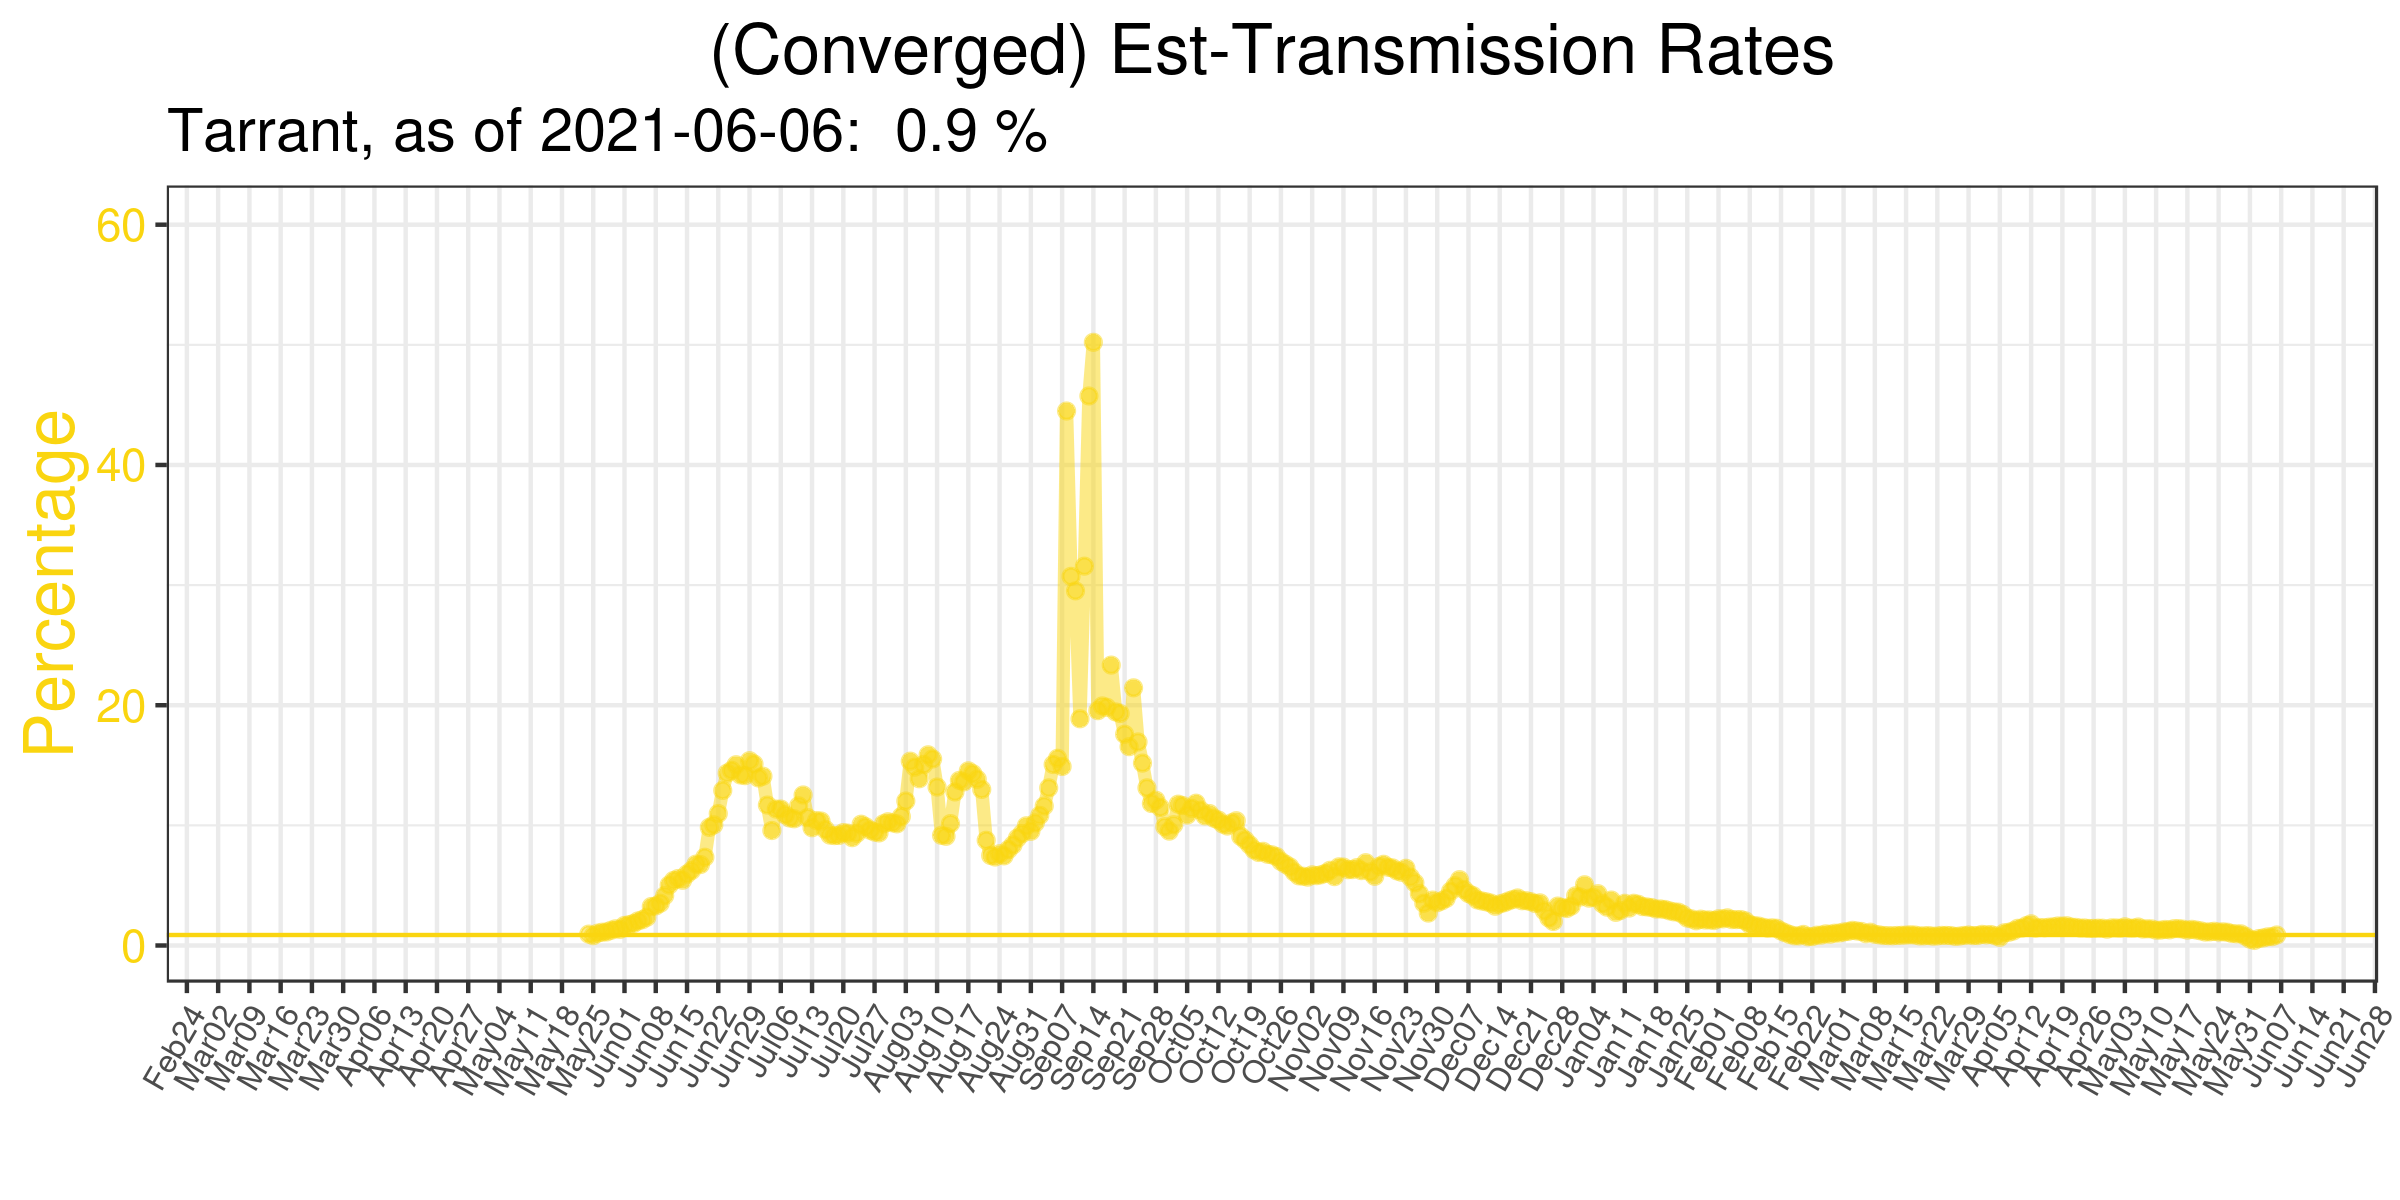 (Converged) Est-Transmission Rates
Tarrant, as of 2021-06-06:  0.9 %
Percentage
60
40
20
0
Feb24
Mar02
Mar09
Mar16
Mar23
Mar30
Apr06
Apr13
Apr20
Apr27
May04
May11
May18
May25
Jun01
Jun08
Jun15
Jun22
Jun29
Jul06
Jul13
Jul20
Jul27
Aug03
Aug10
Aug17
Aug24
Aug31
Sep07
Sep14
Sep21
Sep28
Oct05
Oct12
Oct19
Oct26
Nov02
Nov09
Nov16
Nov23
Nov30
Dec07
Dec14
Dec21
Dec28
Jan04
Jan11
Jan18
Jan25
Feb01
Feb08
Feb15
Feb22
Mar01
Mar08
Mar15
Mar22
Mar29
Apr05
Apr12
Apr19
Apr26
May03
May10
May17
May24
May31
Jun07
Jun14
Jun21
Jun28